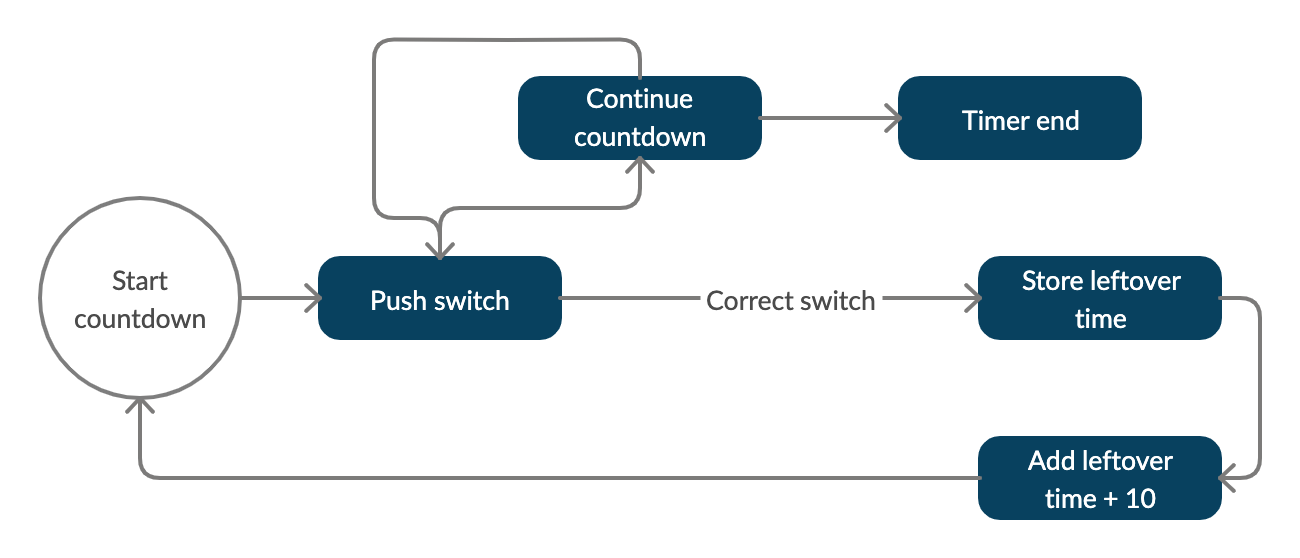 Continue
countdown
Timer end
Start
countdown
Push switch
Correct switch
Store leftover
time
Add leftover
time + 10